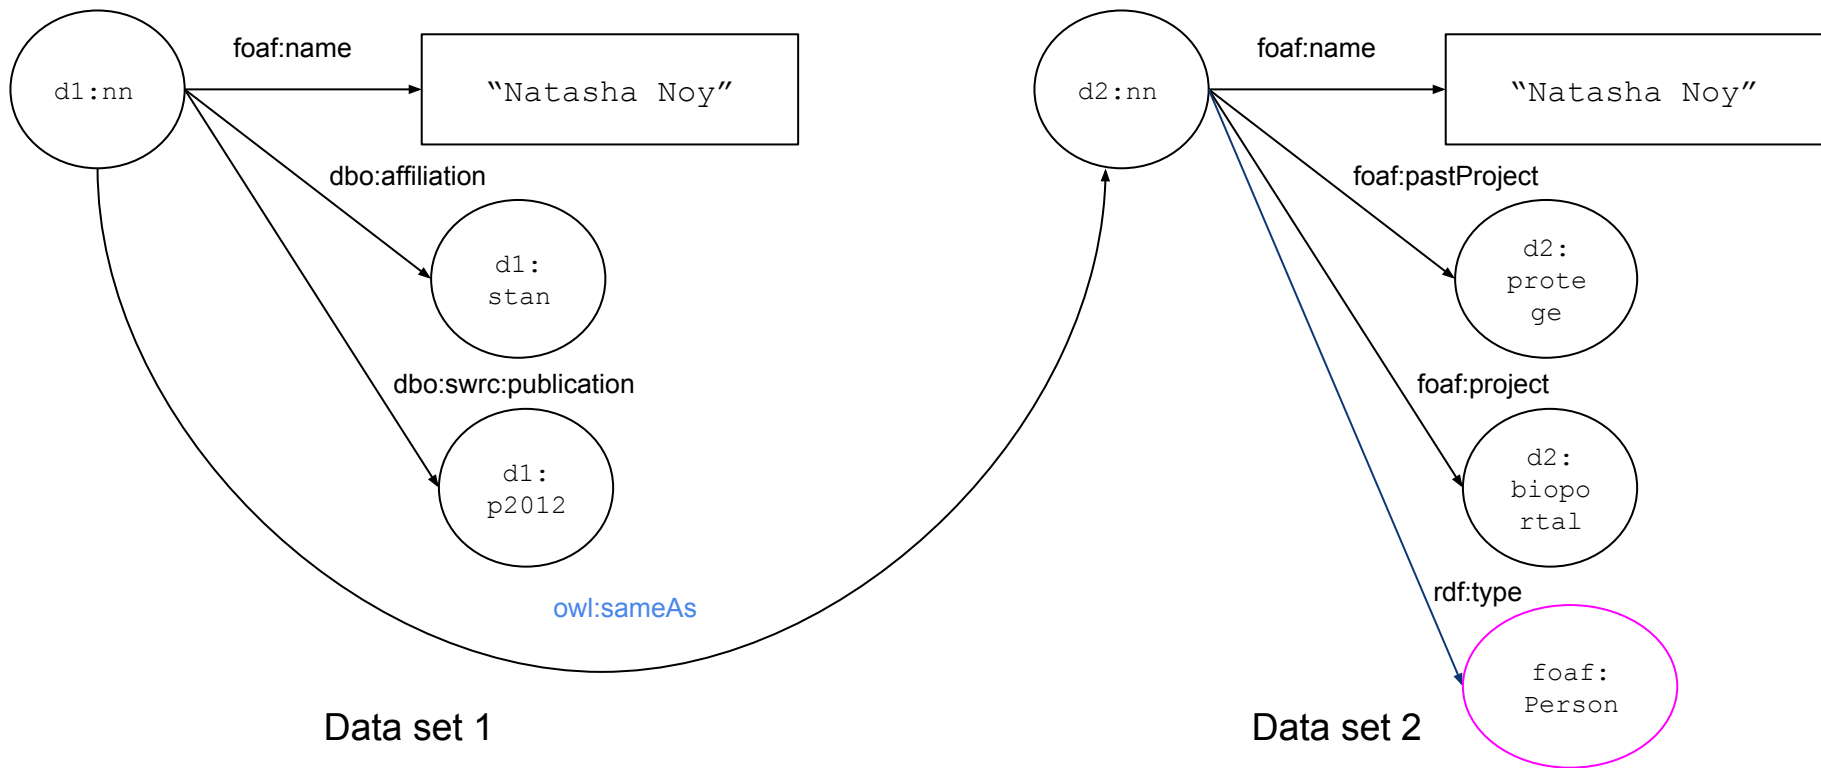 d1:nn
foaf:name
“Natasha Noy”
dbo:affiliation
d1:
stan
dbo:swrc:publication
d1:
p2012
owl:sameAs
Data set 1
d2:nn
foaf:name
“Natasha Noy”
foaf:pastProject
d2:
prote
ge
foaf:project
d2:
biopo
rtal
rdf:type
foaf:
Person
Data set 2